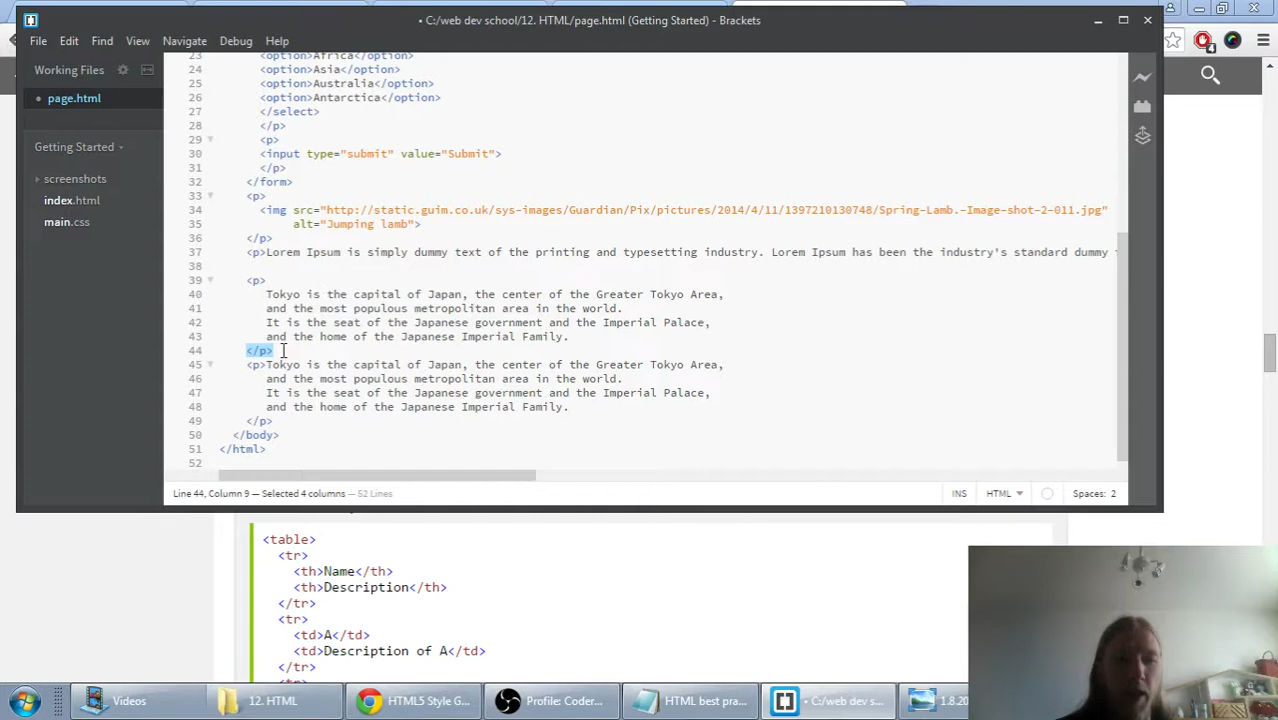 • C:/web dev school/12. HTML/page.html (Getting Started) - Brackets
File Edit Find View Navigate Debug Help
Working Files
• page.html
Getting Started
screenshots
index.html
main.css
23 <option>Africa</option>
24 <option>Asia</option>
25 <option>Australia</option>
26 <option>Antarctica</option>
27 </select>
28 </p>
29 <p>
30 <input type="submit" value="Submit">
31 </p>
32 </form>
33 <p>
34 <img src="http://static.guim.co.uk/sys-images/Guardian/Pix/pictures/2014/4/11/1397210130748/Spring-Lamb.-Image-shot-2-011.jpg"
35 alt="Jumping lamb">
36 </p>
37 <p>Lorem Ipsum is simply dummy text of the printing and typesetting industry. Lorem Ipsum has been the industry's standard dummy
38
39 <p>
40 Tokyo is the capital of Japan, the center of the Greater Tokyo Area,
41 and the most populous metropolitan area in the world.
42 It is the seat of the Japanese government and the Imperial Palace,
43 and the home of the Japanese Imperial Family.
44 </p>
45 <p>Tokyo is the capital of Japan, the center of the Greater Tokyo Area,
46 and the most populous metropolitan area in the world.
47 It is the seat of the Japanese government and the Imperial Palace,
48 and the home of the Japanese Imperial Family.
49 </p>
50 </body>
51 </html>
52
Line 44, Column 9 — Selected 4 columns — 52 Lines
INS HTML Spaces: 2
4
<table>
<tr>
<th>Name</th>
<th>Description</th>
</tr>
<tr>
<td>A</td>
<td>Description of A</td>
</tr>
Videos
12. HTML
HTML5 Style G...
Profile: Coder...
HTML best pra...
• C:/web dev s...
1.8.20